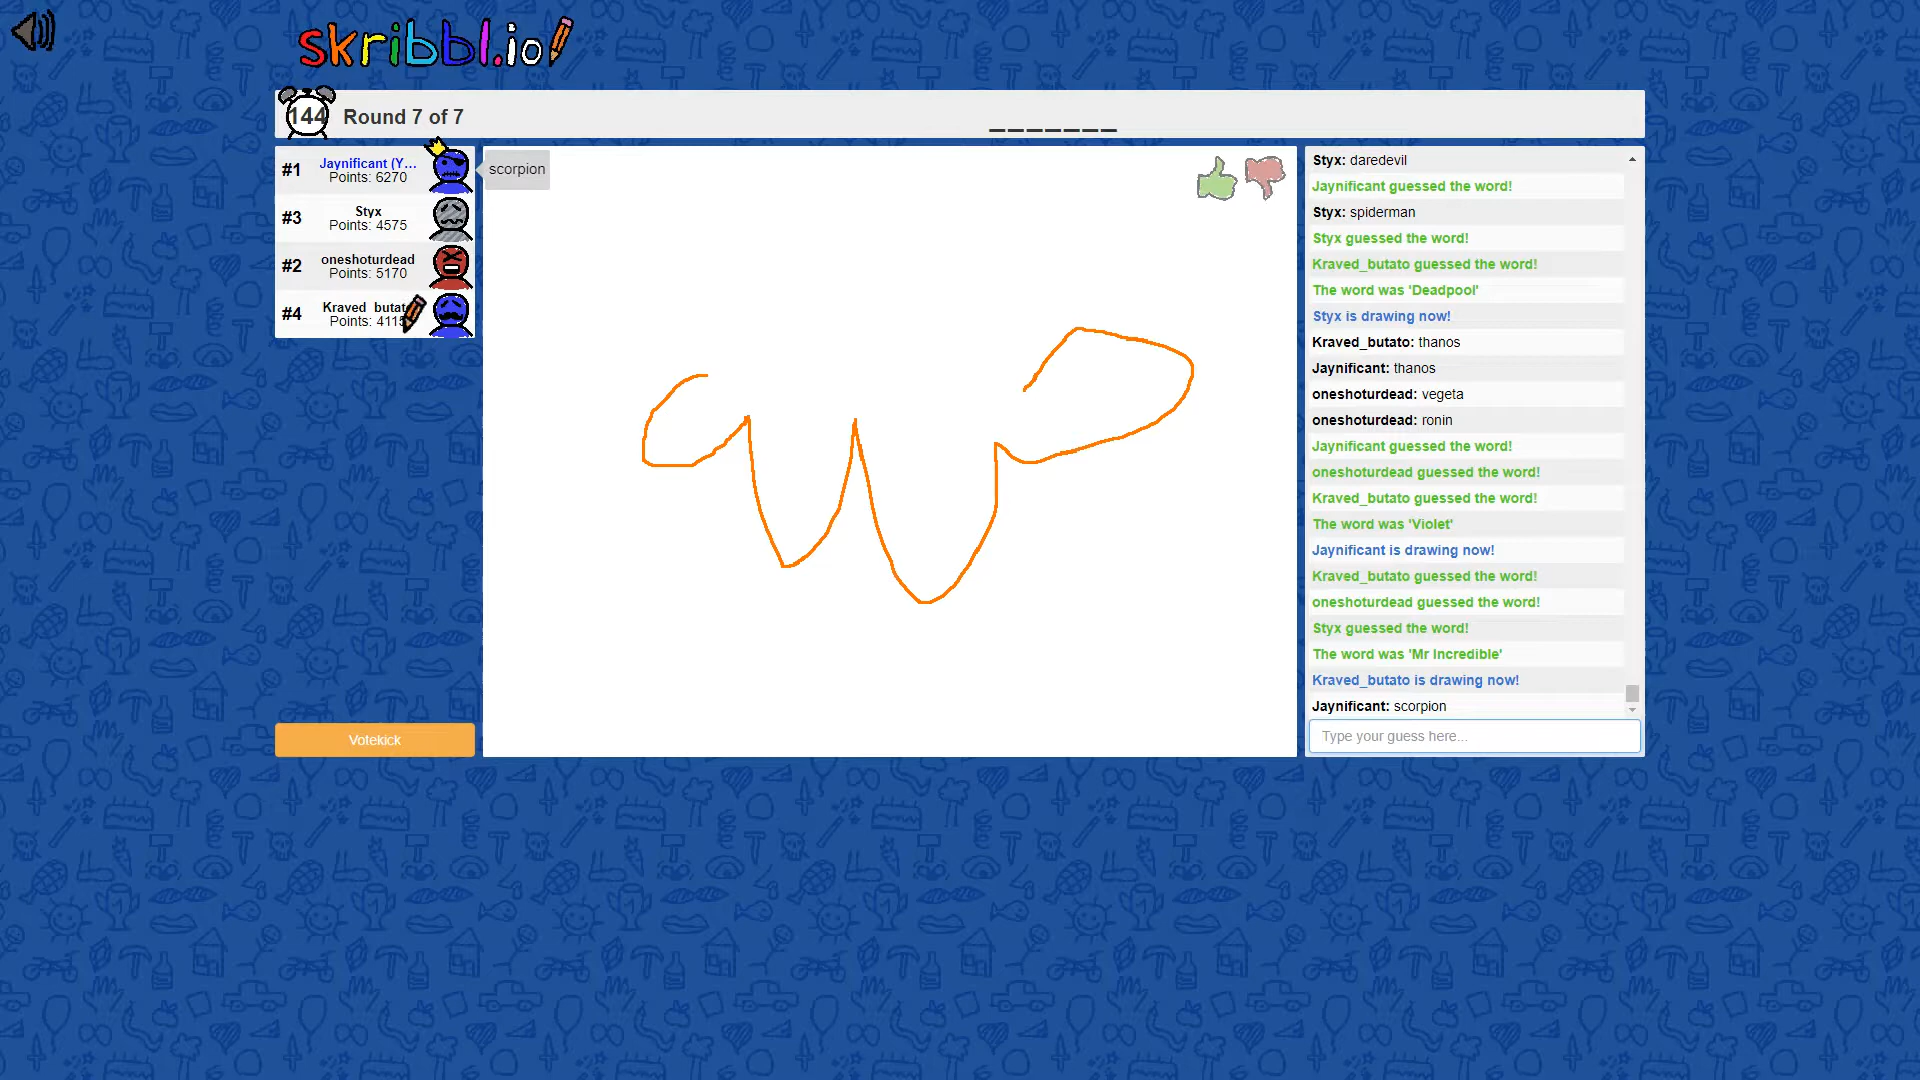 skribbl.io
144
Round 7 of 7
_______
#1
Jaynificant (Y...
Points: 6270
#3
Styx
Points: 4575
#2
oneshoturdead
Points: 5170
#4
Points: 4115
scorpion
Votekick
Styx: daredevil
Jaynificant guessed the word!
Styx: spiderman
Styx guessed the word!
Kraved_butato guessed the word!
The word was 'Deadpool'
Styx is drawing now!
Kraved_butato: thanos
Jaynificant: thanos
oneshoturdead: vegeta
oneshoturdead: ronin
Jaynificant guessed the word!
oneshoturdead guessed the word!
Kraved_butato guessed the word!
The word was 'Violet'
Jaynificant is drawing now!
Kraved_butato guessed the word!
oneshoturdead guessed the word!
Styx guessed the word!
The word was 'Mr Incredible'
Kraved_butato is drawing now!
Jaynificant: scorpion
Type your guess here...